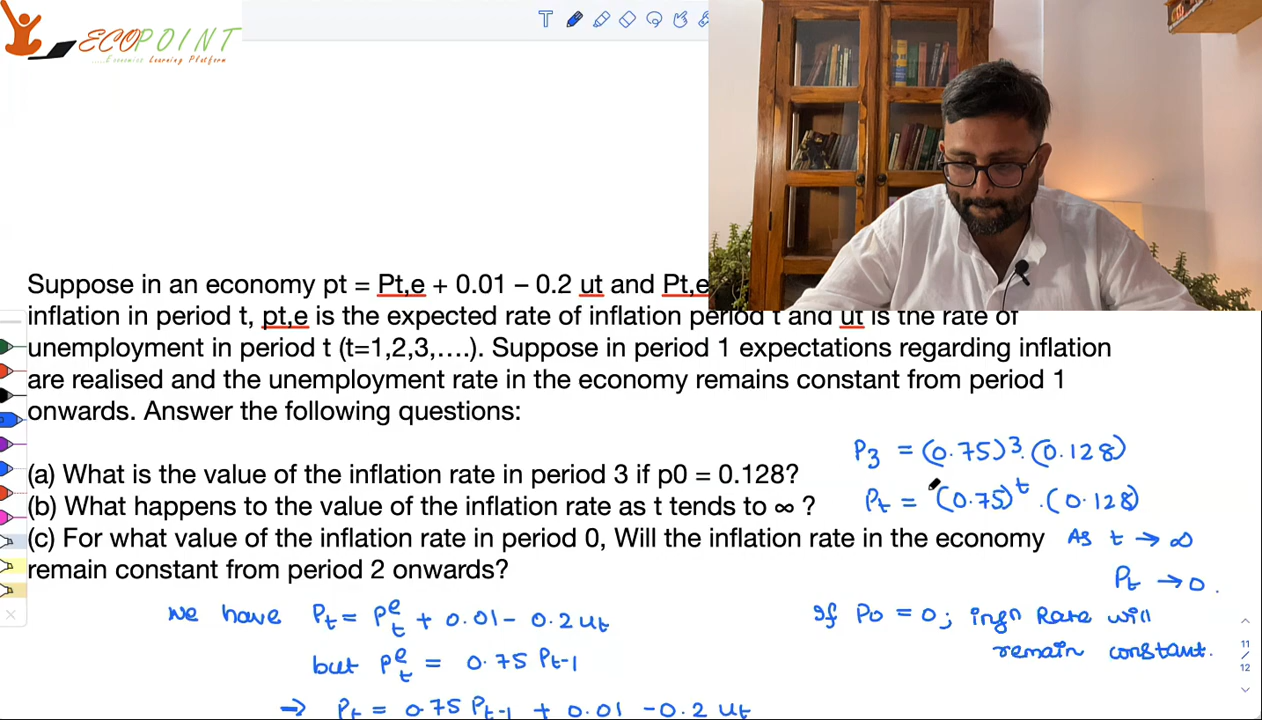 ECOPOINT
.....Economics Learning Platform
T
Suppose in an economy pt = Pt,e + 0.01 – 0.2 ut and Pt,e
inflation in period t, pt,e is the expected rate of inflation period t and ut is the rate of
unemployment in period t (t=1,2,3,….). Suppose in period 1 expectations regarding inflation
are realised and the unemployment rate in the economy remains constant from period 1
onwards. Answer the following questions:
(a) What is the value of the inflation rate in period 3 if p0 = 0.128?
(b) What happens to the value of the inflation rate as t tends to ∞ ?
(c) For what value of the inflation rate in period 0, Will the inflation rate in the economy
remain constant from period 2 onwards?
P₃ = (0.75)³.(0.128)
Pt = (0.75)^t .(0.128)
As t → ∞
Pt → 0.
If P0 = 0; infn Rate will
remain constant.
We have Pt = Pt^e + 0.01 - 0.2 ut
but Pt^e = 0.75 Pt-1
⇒ Pt = 0.75 Pt-1 + 0.01 - 0.2 ut
11
/
12